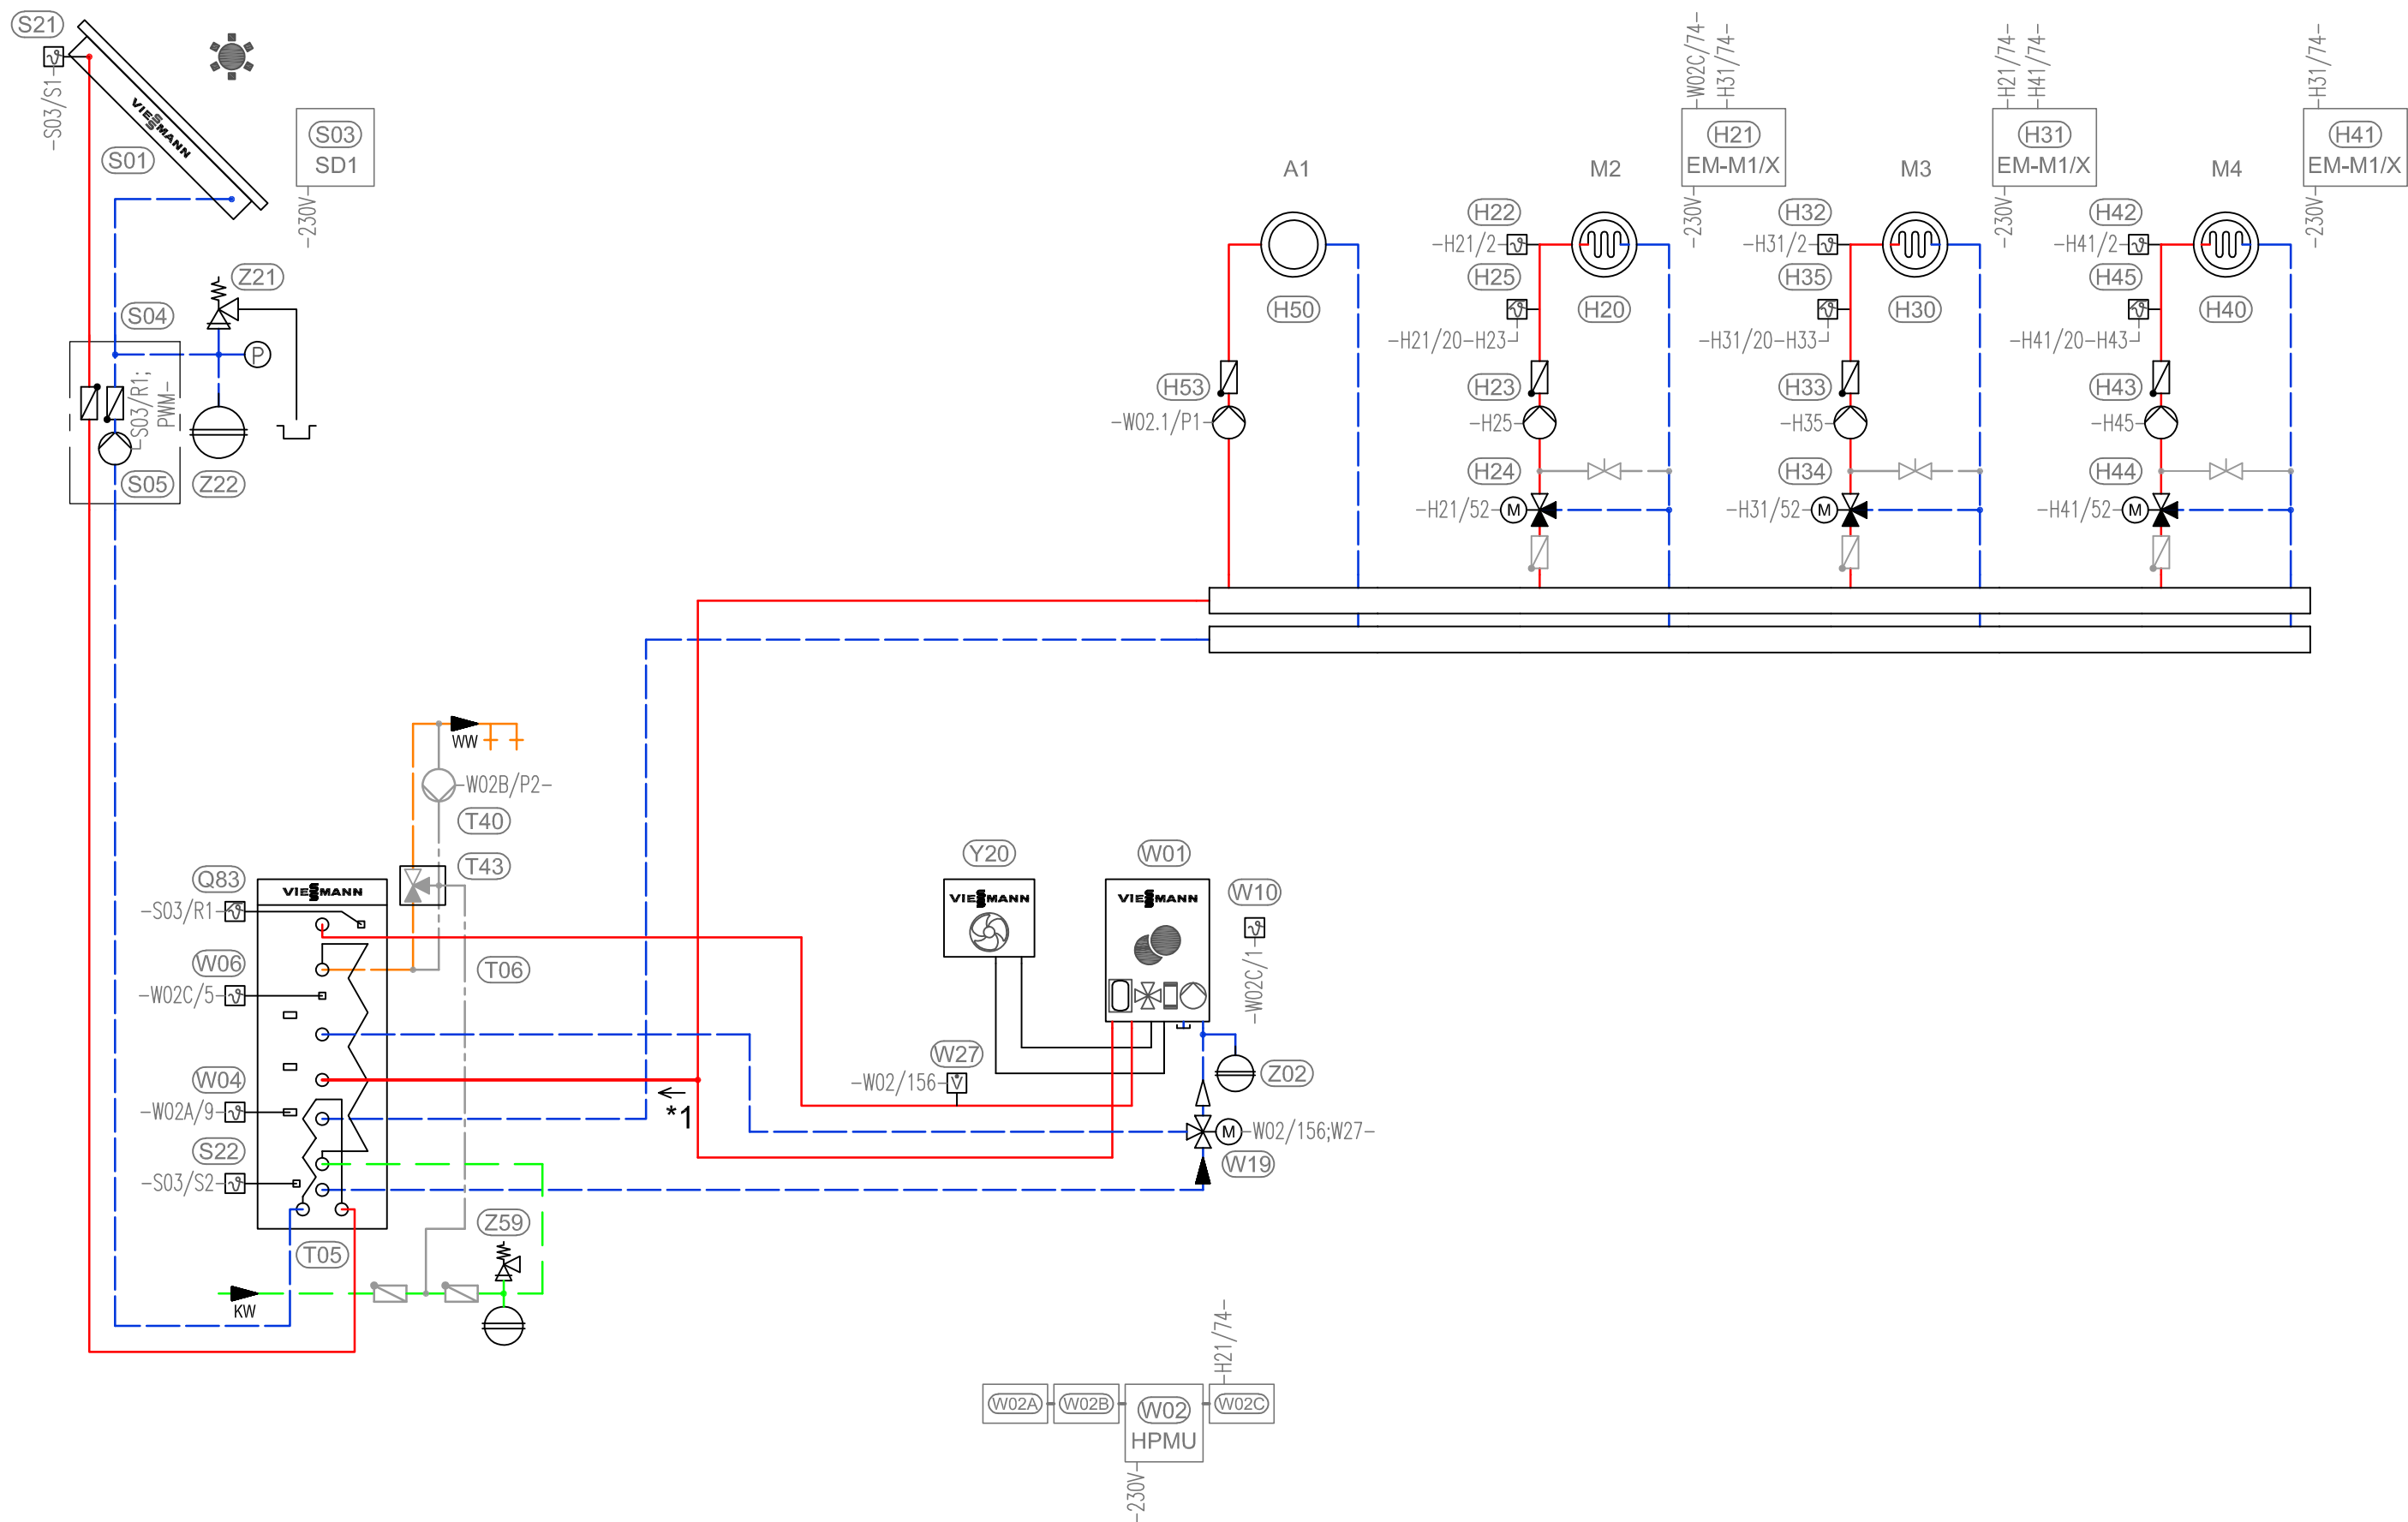 S21
-S03/S1-
VIESSMANN
S01
S03
SD1
-230V-
Z21
S04
P
-S03/R1;
PWM-
S05
Z22
A1
H50
H53
-W02.1/P1-
M2
-W02C/74-
-H31/74-
H21
EM-M1/X
-230V-
H22
-H21/2-
H25
H20
-H21/20-H23-
H23
-H25-
H24
-H21/52-
M
M3
-H21/74-
-H41/74-
H31
EM-M1/X
-230V-
H32
-H31/2-
H35
H30
-H31/20-H33-
H33
-H35-
H34
-H31/52-
M
M4
-H31/74-
H41
EM-M1/X
-230V-
H42
-H41/2-
H45
H40
-H41/20-H43-
H43
-H45-
H44
-H41/52-
M
WW
-W02B/P2-
T40
T43
Q83
VIESSMANN
-S03/R1-
W06
T06
-W02C/5-
W04
-W02A/9-
S22
-S03/S2-
T05
KW
Z59
*1
Y20
VIESSMANN
W01
VIESSMANN
W10
-W02C/1-
W27
-W02/156-
V̇
Z02
M
-W02/156;W27-
W19
-H21/74-
W02A
W02B
W02
HPMU
W02C
-230V-